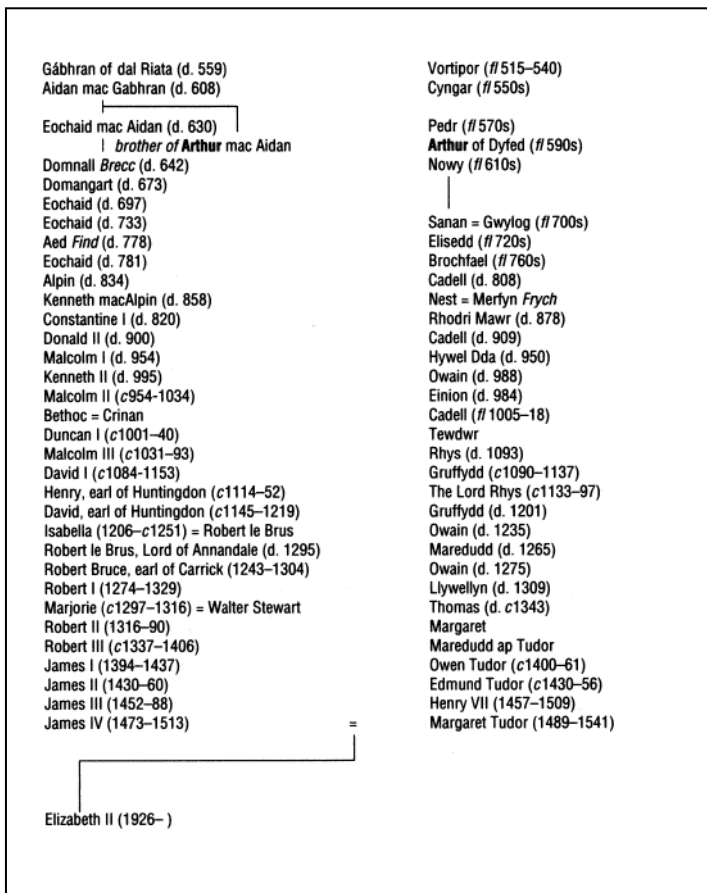 Gábhran of dal Riata (d. 559)
Aidan mac Gabhran (d. 608)
Eochaid mac Aidan (d. 630)
brother of Arthur mac Aidan
Domnall Brecc (d. 642)
Domangart (d. 673)
Eochaid (d. 697)
Eochaid (d. 733)
Aed Find (d. 778)
Eochaid (d. 781)
Alpin (d. 834)
Kenneth macAlpin (d. 858)
Constantine I (d. 820)
Donald II (d. 900)
Malcolm I (d. 954)
Kenneth II (d. 995)
Malcolm II (c954-1034)
Bethoc = Crinan
Duncan I (c1001–40)
Malcolm III (c1031–93)
David I (c1084-1153)
Henry, earl of Huntingdon (c1114–52)
David, earl of Huntingdon (c1145–1219)
Isabella (1206–c1251) = Robert le Brus
Robert le Brus, Lord of Annandale (d. 1295)
Robert Bruce, earl of Carrick (1243–1304)
Robert I (1274–1329)
Marjorie (c1297–1316) = Walter Stewart
Robert II (1316–90)
Robert III (c1337–1406)
James I (1394–1437)
James II (1430–60)
James III (1452–88)
James IV (1473–1513) =
Vortipor (fl 515–540)
Cyngar (fl 550s)
Pedr (fl 570s)
Arthur of Dyfed (fl 590s)
Nowy (fl 610s)
Sanan = Gwylog (fl 700s)
Elisedd (fl 720s)
Brochfael (fl 760s)
Cadell (d. 808)
Nest = Merfyn Frych
Rhodri Mawr (d. 878)
Cadell (d. 909)
Hywel Dda (d. 950)
Owain (d. 988)
Einion (d. 984)
Cadell (fl 1005–18)
Tewdwr
Rhys (d. 1093)
Gruffydd (c1090–1137)
The Lord Rhys (c1133–97)
Gruffydd (d. 1201)
Owain (d. 1235)
Maredudd (d. 1265)
Owain (d. 1275)
Llywellyn (d. 1309)
Thomas (d. c1343)
Margaret
Maredudd ap Tudor
Owen Tudor (c1400–61)
Edmund Tudor (c1430–56)
Henry VII (1457–1509)
Margaret Tudor (1489–1541)
Elizabeth II (1926– )